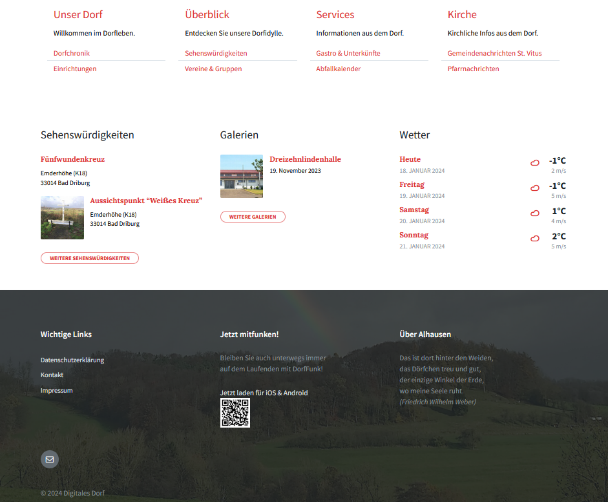 Unser Dorf
Willkommen im Dorfleben.
Dorfchronik
Einrichtungen
Überblick
Entdecken Sie unsere Dorfidylle.
Sehenswürdigkeiten
Vereine & Gruppen
Services
Informationen aus dem Dorf.
Gastro & Unterkünfte
Abfallkalender
Kirche
Kirchliche Infos aus dem Dorf.
Gemeindenachrichten St. Vitus
Pfarrnachrichten
Sehenswürdigkeiten
Fünfwundenkreuz
Emderhöhe (K18)
33014 Bad Driburg
Aussichtspunkt “Weißes Kreuz”
Emderhöhe (K18)
33014 Bad Driburg
WEITERE SEHENSWÜRDIGKEITEN
Galerien
Dreizehnlindenhalle
19. November 2023
WEITERE GALERIEN
Wetter
Heute -1°C
18. JANUAR 2024 2 m/s
Freitag -1°C
19. JANUAR 2024 5 m/s
Samstag 1°C
20. JANUAR 2024 4 m/s
Sonntag 2°C
21. JANUAR 2024 5 m/s
Wichtige Links
Datenschutzerklärung
Kontakt
Impressum
Jetzt mitfunken!
Bleiben Sie auch unterwegs immer
auf dem Laufenden mit DorfFunk!
Jetzt laden für iOS & Android
Über Alhausen
Das ist dort hinter den Weiden,
das Dörfchen treu und gut,
der einzige Winkel der Erde,
wo meine Seele ruht
(Friedrich Wilhelm Weber)
© 2024 Digitales Dorf